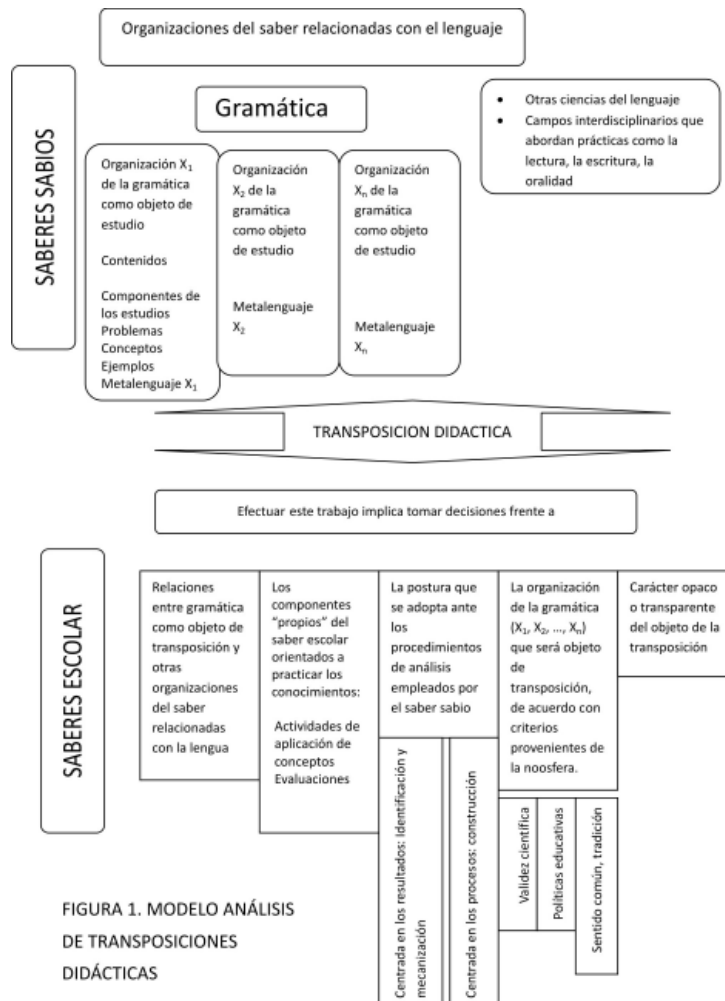 Organizaciones del saber relacionadas con el lenguaje
SABERES SABIOS
Gramática
• Otras ciencias del lenguaje
• Campos interdisciplinarios que
abordan prácticas como la
lectura, la escritura, la
oralidad
Organización X₁
de la gramática
como objeto de
estudio
Contenidos
Componentes de
los estudios
Problemas
Conceptos
Ejemplos
Metalenguaje X₁
Organización
X₂ de la
gramática
como objeto
de estudio
Metalenguaje
X₂
Organización
Xₙ de la
gramática
como objeto
de estudio
Metalenguaje
Xₙ
TRANSPOSICION DIDACTICA
Efectuar este trabajo implica tomar decisiones frente a
SABERES ESCOLAR
Relaciones
entre gramática
como objeto de
transposición y
otras
organizaciones
del saber
relacionadas
con la lengua
Los
componentes
“propios” del
saber escolar
orientados a
practicar los
conocimientos:
Actividades de
aplicación de
conceptos
Evaluaciones
La postura que
se adopta ante
los
procedimientos
de análisis
empleados por
el saber sabio
Centrada en los resultados: Identificación y
mecanización
Centrada en los procesos: construcción
La organización
de la gramática
(X₁, X₂, ..., Xₙ)
que será objeto
de
transposición,
de acuerdo con
criterios
provenientes de
la noosfera.
Validez científica
Políticas educativas
Sentido común, tradición
Carácter opaco
o transparente
del objeto de la
transposición
FIGURA 1. MODELO ANÁLISIS
DE TRANSPOSICIONES
DIDÁCTICAS